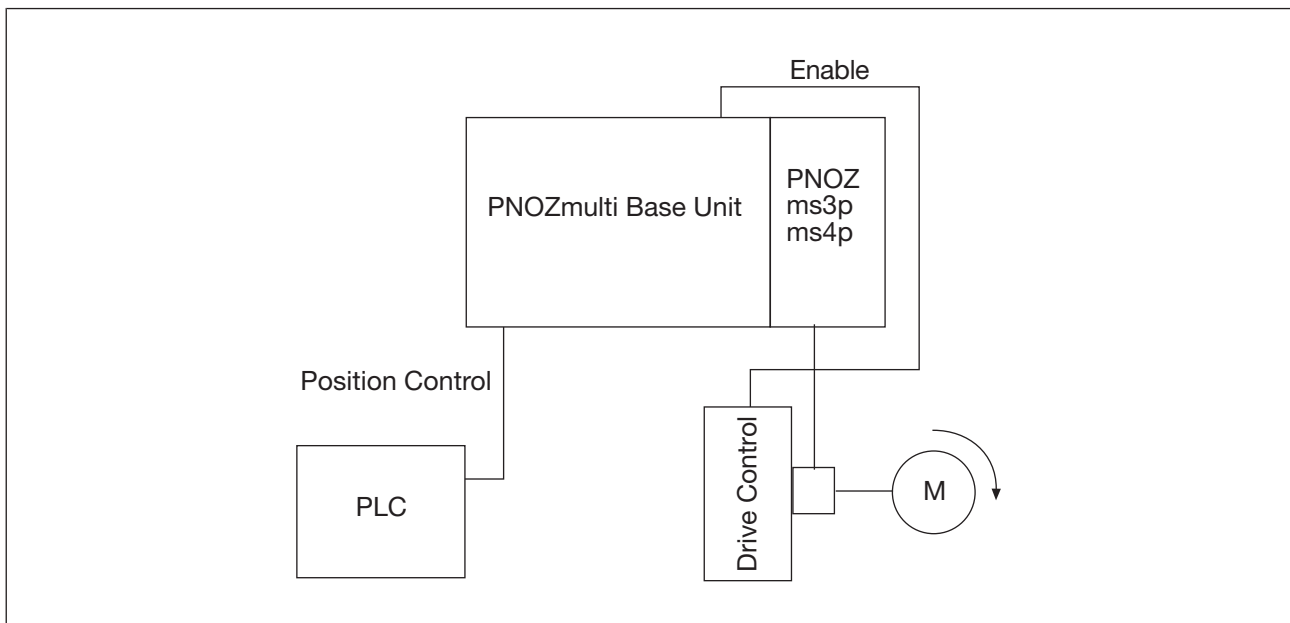 Enable
PNOZmulti Base Unit
PNOZ
ms3p
ms4p
Position Control
PLC
Drive Control
M